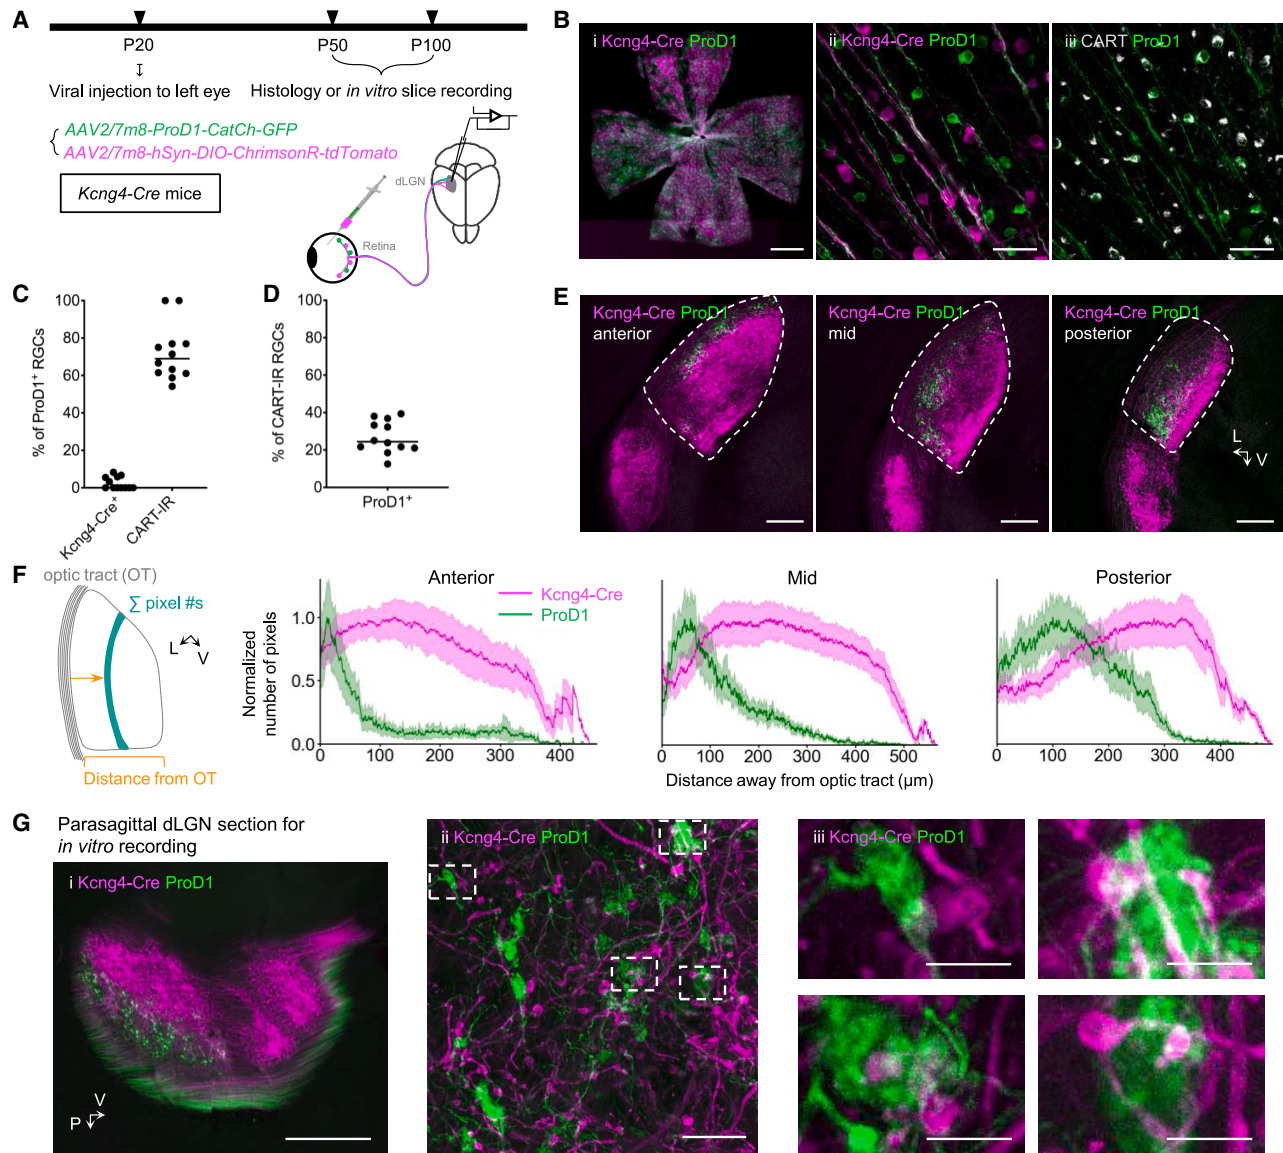 A
P20
P50
P100
Viral injection to left eye
Histology or in vitro slice recording
AAV2/7m8-ProD1-CatCh-GFP
AAV2/7m8-hSyn-DIO-ChrimsonR-tdTomato
Kcng4-Cre mice
dLGN
Retina
B
i Kcng4-Cre ProD1
ii Kcng4-Cre ProD1
iii CART ProD1
C
% of ProD1+ RGCs
100
80
60
40
20
0
Kcng4-Cre+
CART-IR
D
% of CART-IR RGCs
100
80
60
40
20
0
ProD1+
E
Kcng4-Cre ProD1
anterior
Kcng4-Cre ProD1
mid
Kcng4-Cre ProD1
posterior
L
V
F
optic tract (OT)
∑ pixel #s
L
V
Distance from OT
Normalized
number of pixels
Anterior
Kcng4-Cre
ProD1
1.0
0.5
0.0
0 100 200 300 400
Mid
0 100 200 300 400 500
Posterior
0 100 200 300 400
Distance away from optic tract (µm)
G
Parasagittal dLGN section for
in vitro recording
i Kcng4-Cre ProD1
V
P
ii Kcng4-Cre ProD1
iii Kcng4-Cre ProD1